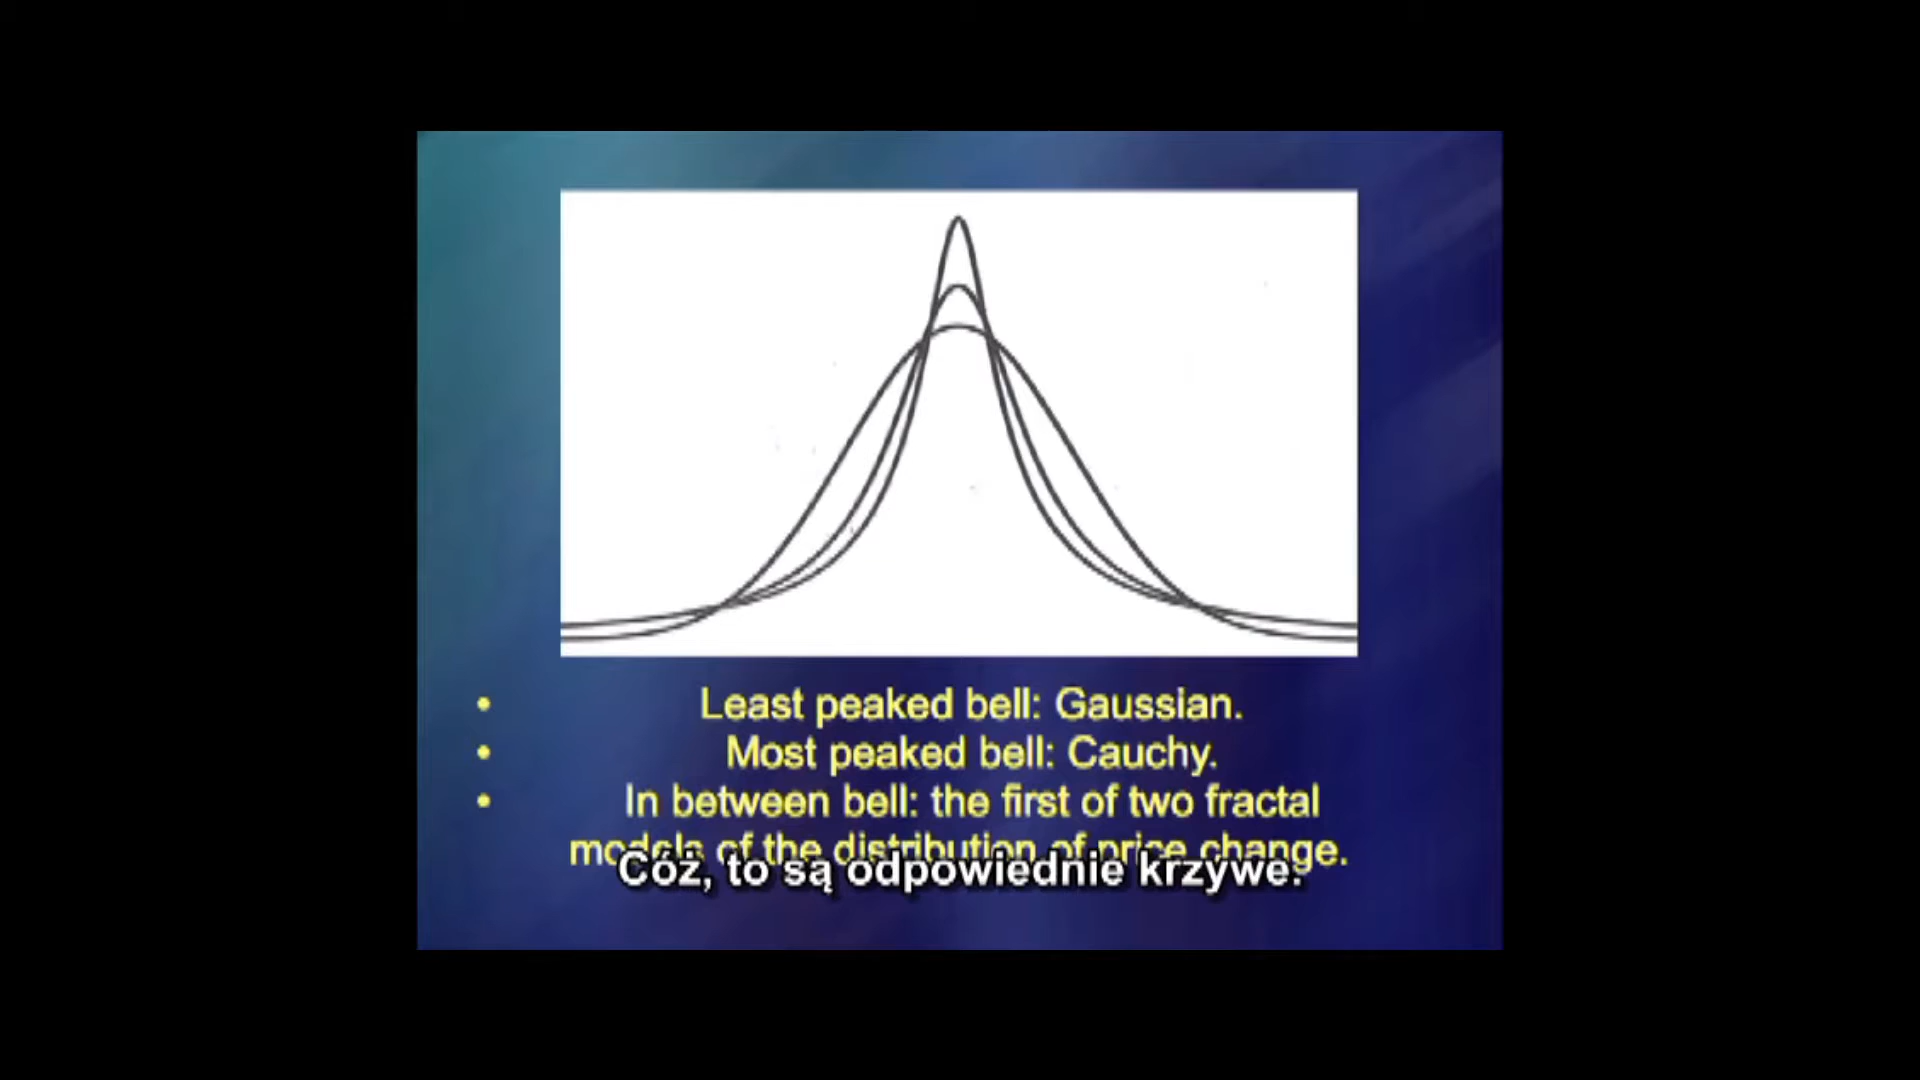 • Least peaked bell: Gaussian.
• Most peaked bell: Cauchy.
• In between bell: the first of two fractal
models of the distribution of price change.
Cóż, to są odpowiednie krzywe.